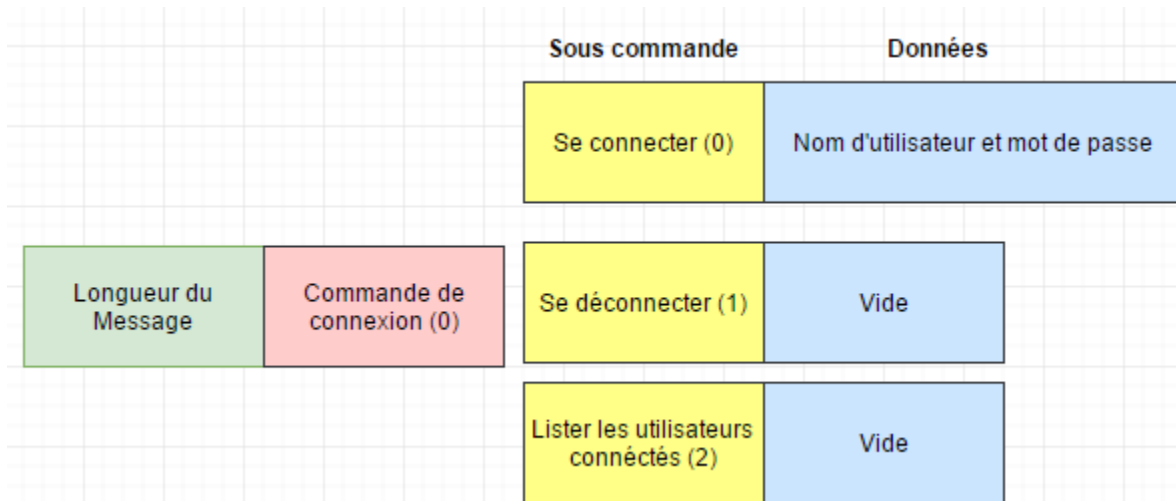 Sous commande
Données
Se connecter (0)
Nom d'utilisateur et mot de passe
Longueur du
Message
Commande de
connexion (0)
Se déconnecter (1)
Vide
Lister les utilisateurs
connéctés (2)
Vide